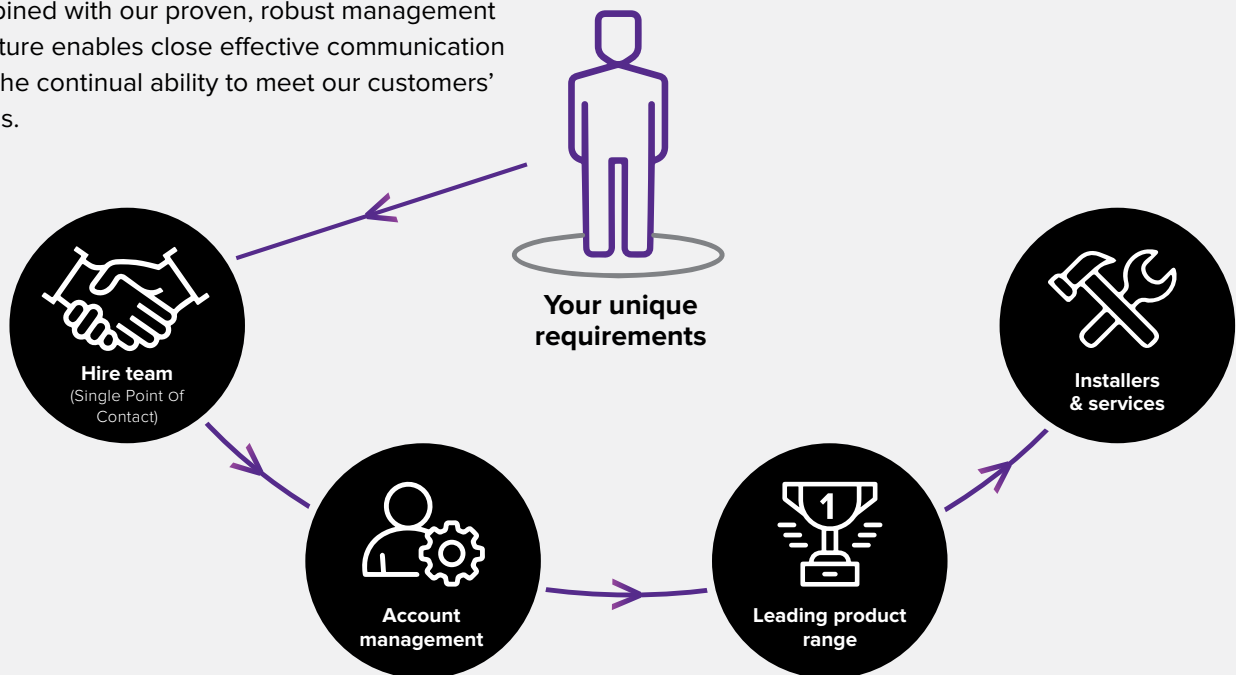 bined with our proven, robust management
ture enables close effective communication
he continual ability to meet our customers'
s.
Your unique
requirements
Hire team
(Single Point Of
Contact)
Account
management
1
Leading product
range
Installers
& services